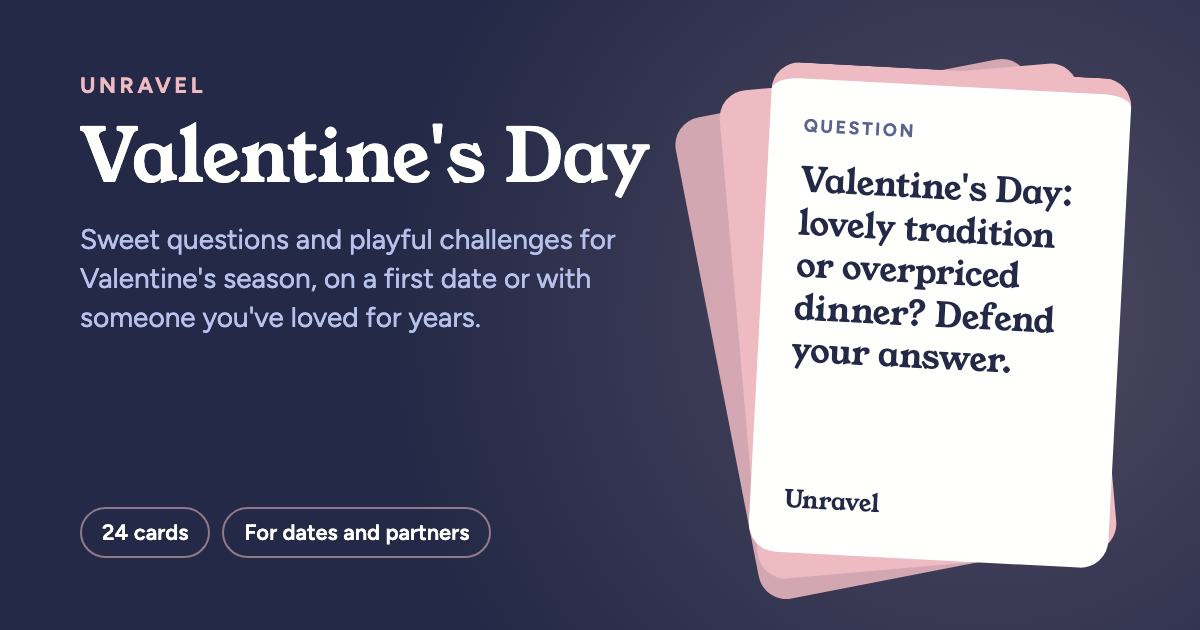 UNRAVEL
Valentine's Day
Sweet questions and playful challenges for
Valentine's season, on a first date or with
someone you've loved for years.
24 cards
For dates and partners
QUESTION
Valentine's Day:
lovely tradition
or overpriced
dinner? Defend
your answer.
Unravel